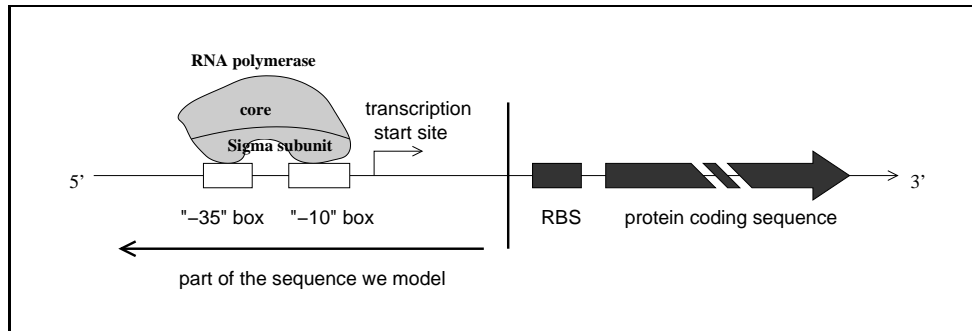 RNA polymerase
core
Sigma subunit
transcription
start site
5’
3’
"−35" box
"−10" box
RBS
protein coding sequence
part of the sequence we model